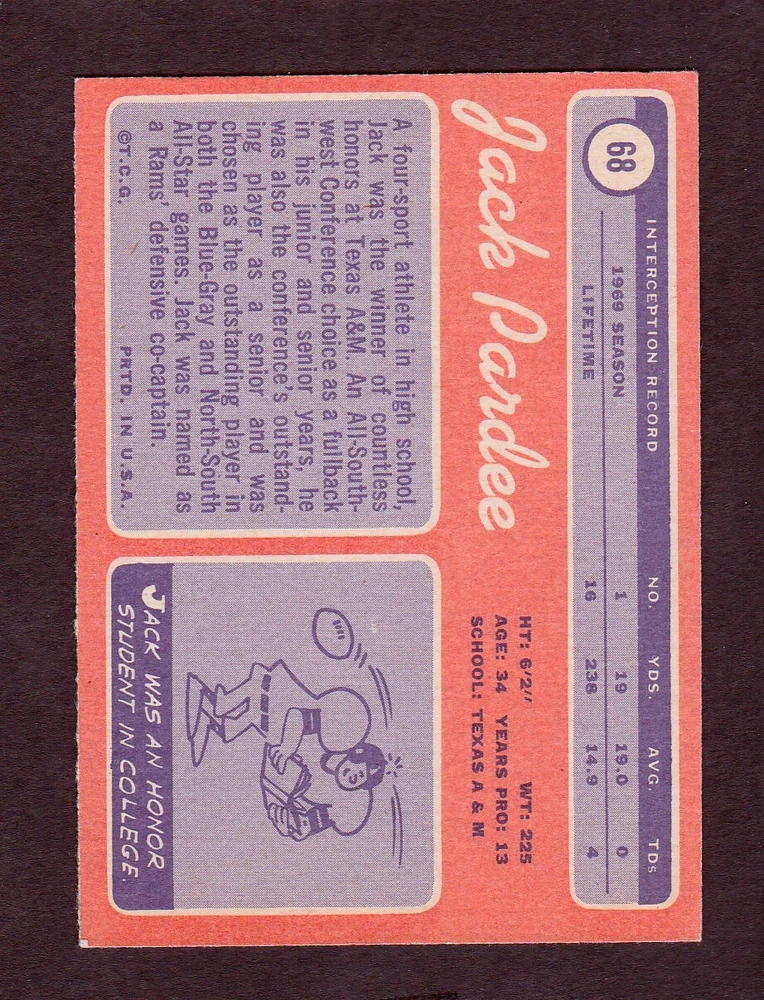 68
INTERCEPTION RECORD NO. YDS. AVG. TDs
1969 SEASON 1 19 19.0 0
LIFETIME 16 238 14.9 4
Jack Pardee
HT: 6'2" WT: 225
AGE: 34 YEARS PRO: 13
SCHOOL: TEXAS A & M
A four-sport athlete in high school,
Jack was the winner of countless
honors at Texas A&M. An All-South-
west Conference choice as a fullback
in his junior and senior years, he
was also the conference's outstand-
ing player as a senior and was
chosen as the outstanding player in
both the Blue-Gray and North-South
All-Star games. Jack was named as
a Rams' defensive co-captain.
©T.C.G. PRTD. IN U.S.A.
JACK WAS AN HONOR
STUDENT IN COLLEGE.